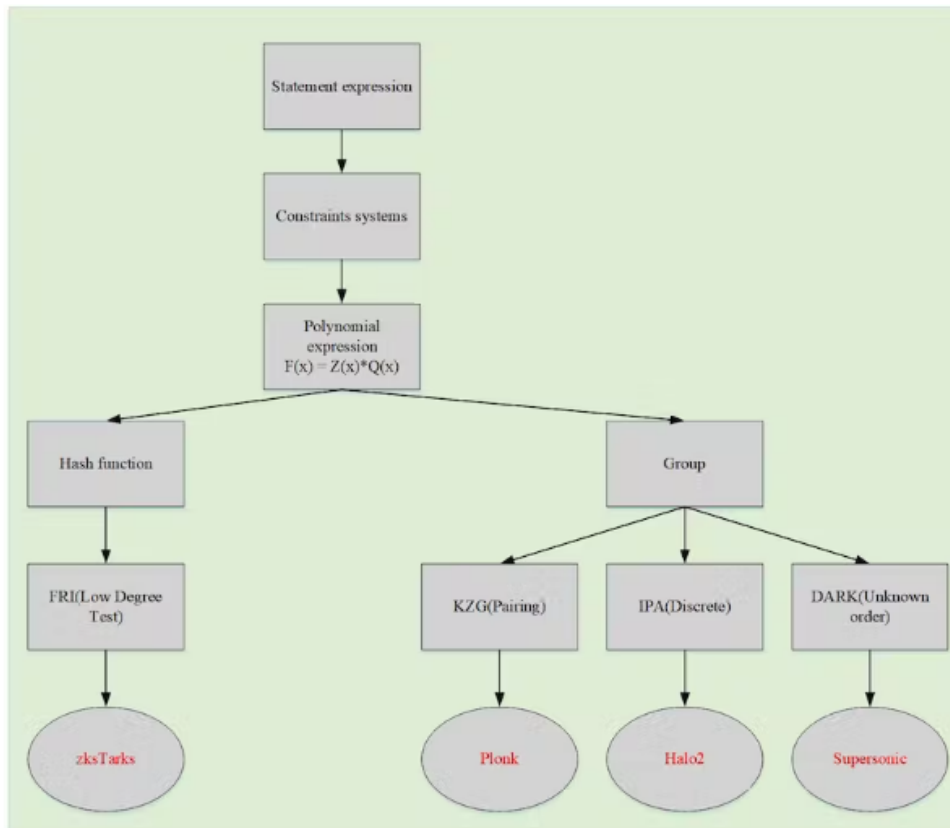 Statement expression
Constraints systems
Polynomial
expression
F(x) = Z(x)*Q(x)
Hash function
Group
FRI(Low Degree
Test)
KZG(Pairing)
IPA(Discrete)
DARK(Unknown
order)
zksTarks
Plonk
Halo2
Supersonic